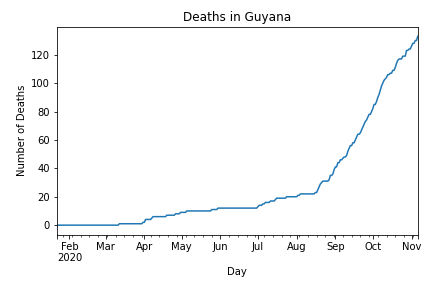 Deaths in Guyana
120
100
80
60
40
20
0
Number of Deaths
Feb Mar Apr May Jun Jul Aug Sep Oct Nov
2020
Day